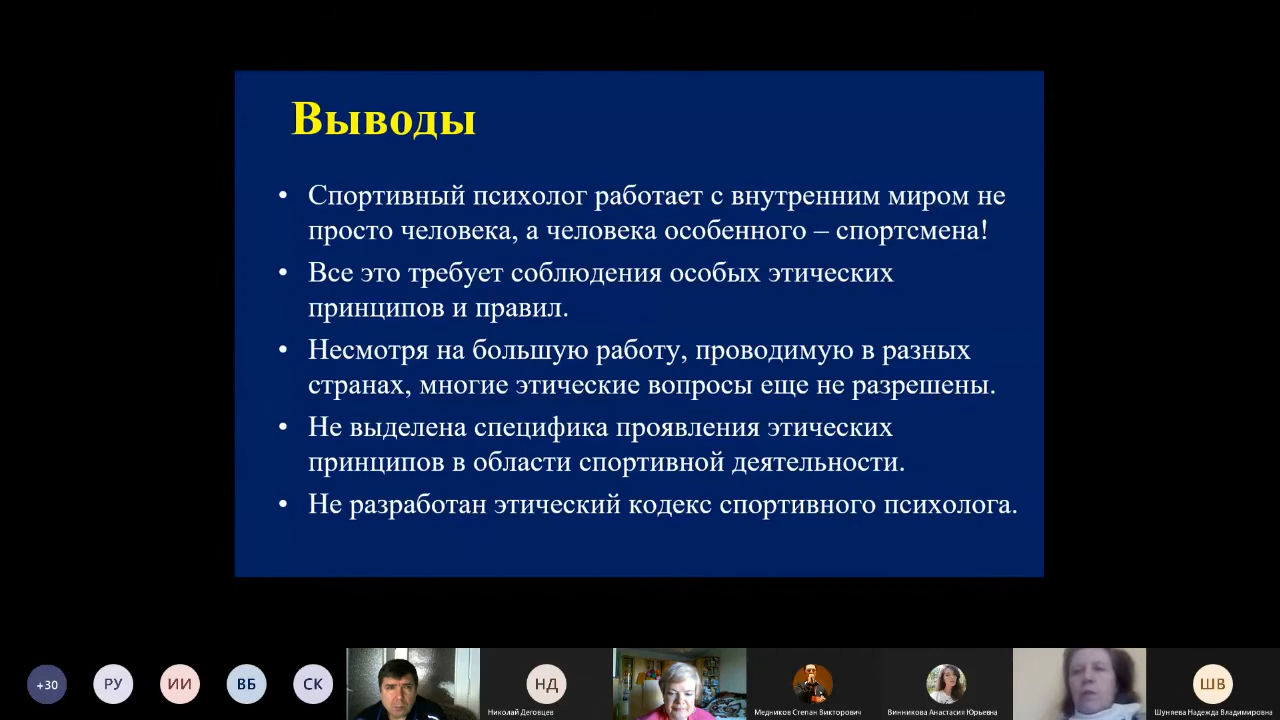 Выводы
• Спортивный психолог работает с внутренним миром не
просто человека, а человека особенного – спортсмена!
• Все это требует соблюдения особых этических
принципов и правил.
• Несмотря на большую работу, проводимую в разных
странах, многие этические вопросы еще не разрешены.
• Не выделена специфика проявления этических
принципов в области спортивной деятельности.
• Не разработан этический кодекс спортивного психолога.
+30
РУ
ИИ
ВБ
СК
НД
ШВ
Николай Деговцев
Медников Степан Викторович
Винникова Анастасия Юрьевна
Шуняева Надежда Владимировна